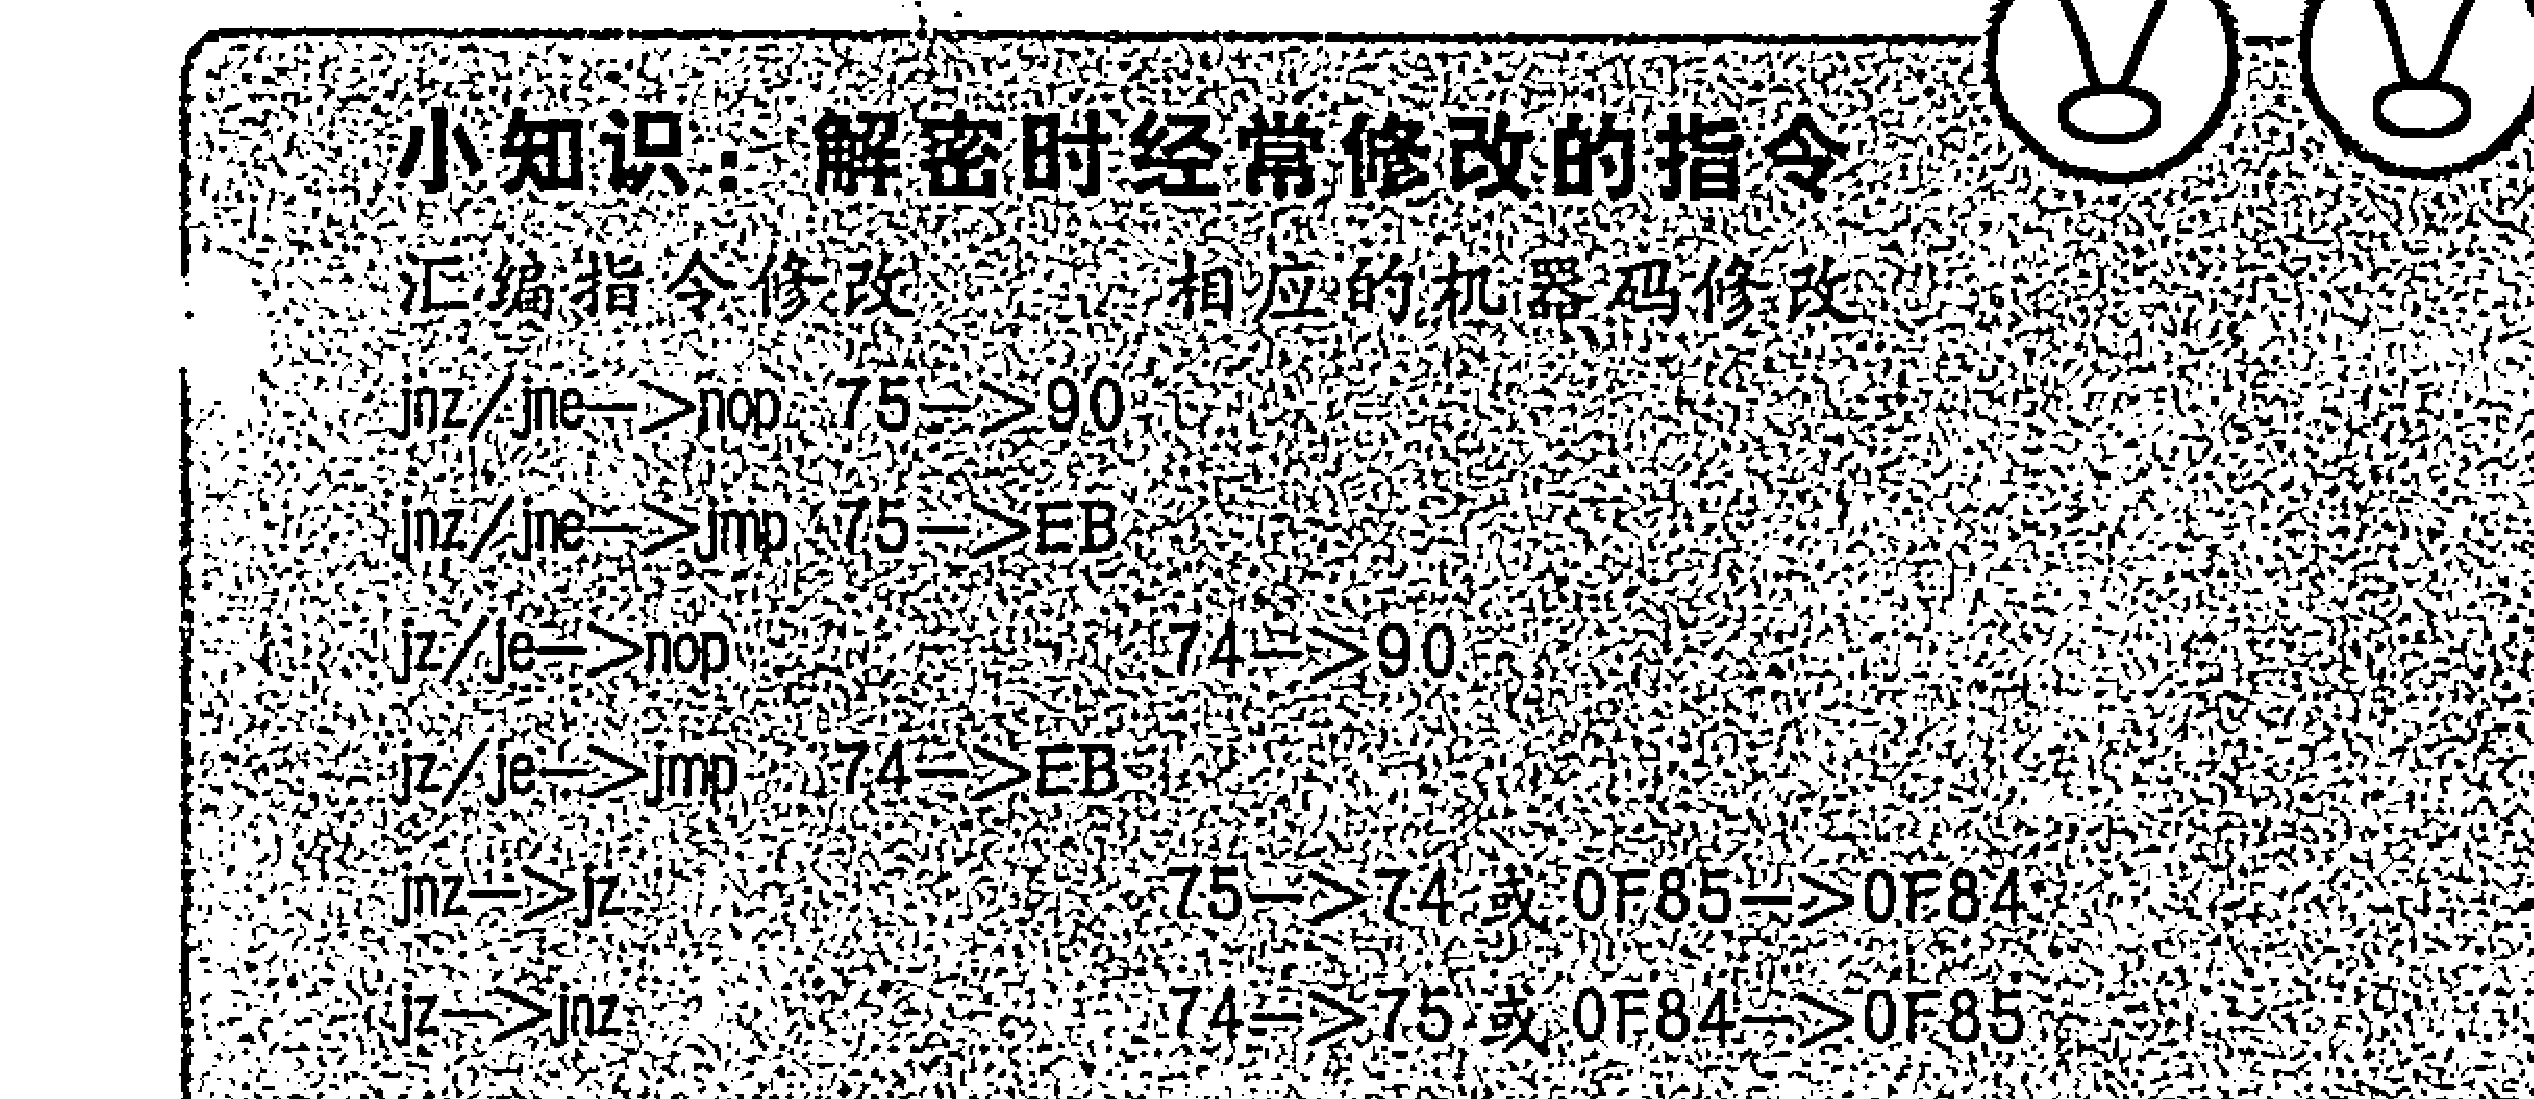 小知识：解密时经常修改的指令
汇编指令修改 相应的机器码修改
jnz/jne—>nop 75—>90
jnz/jne—>jmp 75—>EB
jz/je—>nop 74—>90
jz/je—>jmp 74—>EB
jnz—>jz 75—>74 或 0F85—>0F84
jz—>jnz 74—>75 或 0F84—>0F85